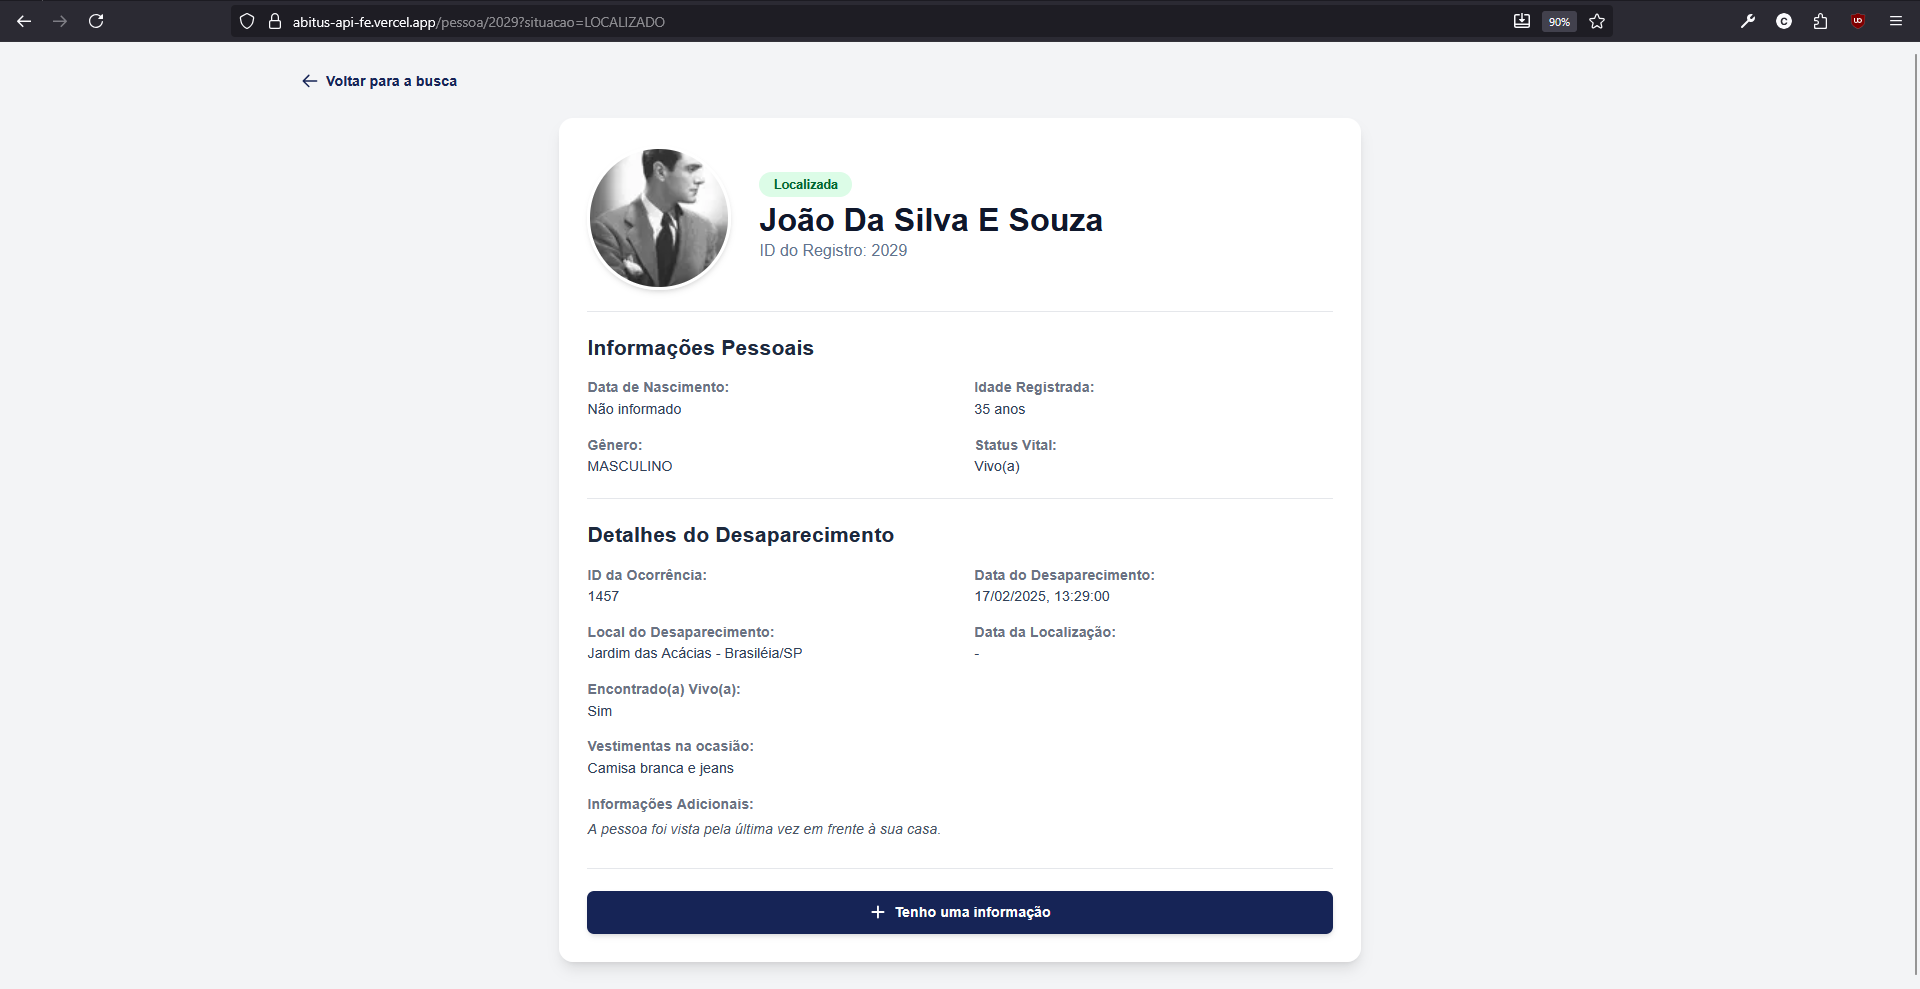 abitus-api-fe.vercel.app/pessoa/2029?situacao=LOCALIZADO
90%
C
UD
Voltar para a busca
Localizada
João Da Silva E Souza
ID do Registro: 2029
Informações Pessoais
Data de Nascimento:
Não informado
Idade Registrada:
35 anos
Gênero:
MASCULINO
Status Vital:
Vivo(a)
Detalhes do Desaparecimento
ID da Ocorrência:
1457
Data do Desaparecimento:
17/02/2025, 13:29:00
Local do Desaparecimento:
Jardim das Acácias - Brasiléia/SP
Data da Localização:
-
Encontrado(a) Vivo(a):
Sim
Vestimentas na ocasião:
Camisa branca e jeans
Informações Adicionais:
A pessoa foi vista pela última vez em frente à sua casa.
Tenho uma informação